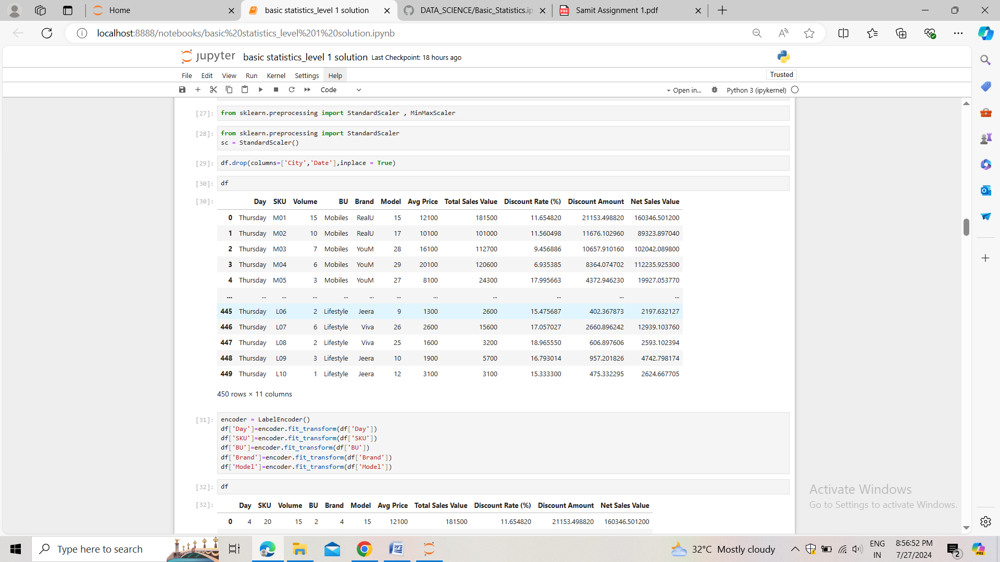 Home
basic statistics_level 1 solution
DATA_SCIENCE/Basic_Statistics.ip
Samit Assignment 1.pdf
localhost:8888/notebooks/basic%20statistics_level%201%20solution.ipynb
jupyter basic statistics_level 1 solution Last Checkpoint: 18 hours ago
File Edit View Run Kernel Settings Help Trusted
Code Open in... Python 3 (ipykernel)
[27]: from sklearn.preprocessing import StandardScaler , MinMaxScaler
[28]: from sklearn.preprocessing import StandardScaler
sc = StandardScaler()
[29]: df.drop(columns=['City','Date'],inplace = True)
[30]: df
[30]: Day SKU Volume BU Brand Model Avg Price Total Sales Value Discount Rate (%) Discount Amount Net Sales Value
0 Thursday M01 15 Mobiles RealU 15 12100 181500 11.654820 21153.498820 160346.501200
1 Thursday M02 10 Mobiles RealU 17 10100 101000 11.560498 11676.102960 89323.897040
2 Thursday M03 7 Mobiles YouM 28 16100 112700 9.456886 10657.910160 102042.089800
3 Thursday M04 6 Mobiles YouM 29 20100 120600 6.935385 8364.074702 112235.925300
4 Thursday M05 3 Mobiles YouM 27 8100 24300 17.995663 4372.946230 19927.053770
... ... ... ... ... ... ... ... ... ... ... ...
445 Thursday L06 2 Lifestyle Jeera 9 1300 2600 15.475687 402.367873 2197.632127
446 Thursday L07 6 Lifestyle Viva 26 2600 15600 17.057027 2660.896242 12939.103760
447 Thursday L08 2 Lifestyle Viva 25 1600 3200 18.965550 606.897606 2593.102394
448 Thursday L09 3 Lifestyle Jeera 10 1900 5700 16.793014 957.201826 4742.798174
449 Thursday L10 1 Lifestyle Jeera 12 3100 3100 15.333300 475.332295 2624.667705
450 rows × 11 columns
[31]: encoder = LabelEncoder()
df['Day']=encoder.fit_transform(df['Day'])
df['SKU']=encoder.fit_transform(df['SKU'])
df['BU']=encoder.fit_transform(df['BU'])
df['Brand']=encoder.fit_transform(df['Brand'])
df['Model']=encoder.fit_transform(df['Model'])
[32]: df
[32]: Day SKU Volume BU Brand Model Avg Price Total Sales Value Discount Rate (%) Discount Amount Net Sales Value
0 4 20 15 2 4 15 12100 181500 11.654820 21153.498820 160346.501200
Activate Windows
Go to Settings to activate Windows.
Type here to search
32°C Mostly cloudy
ENG
IN
8:56:52 PM
7/27/2024
2